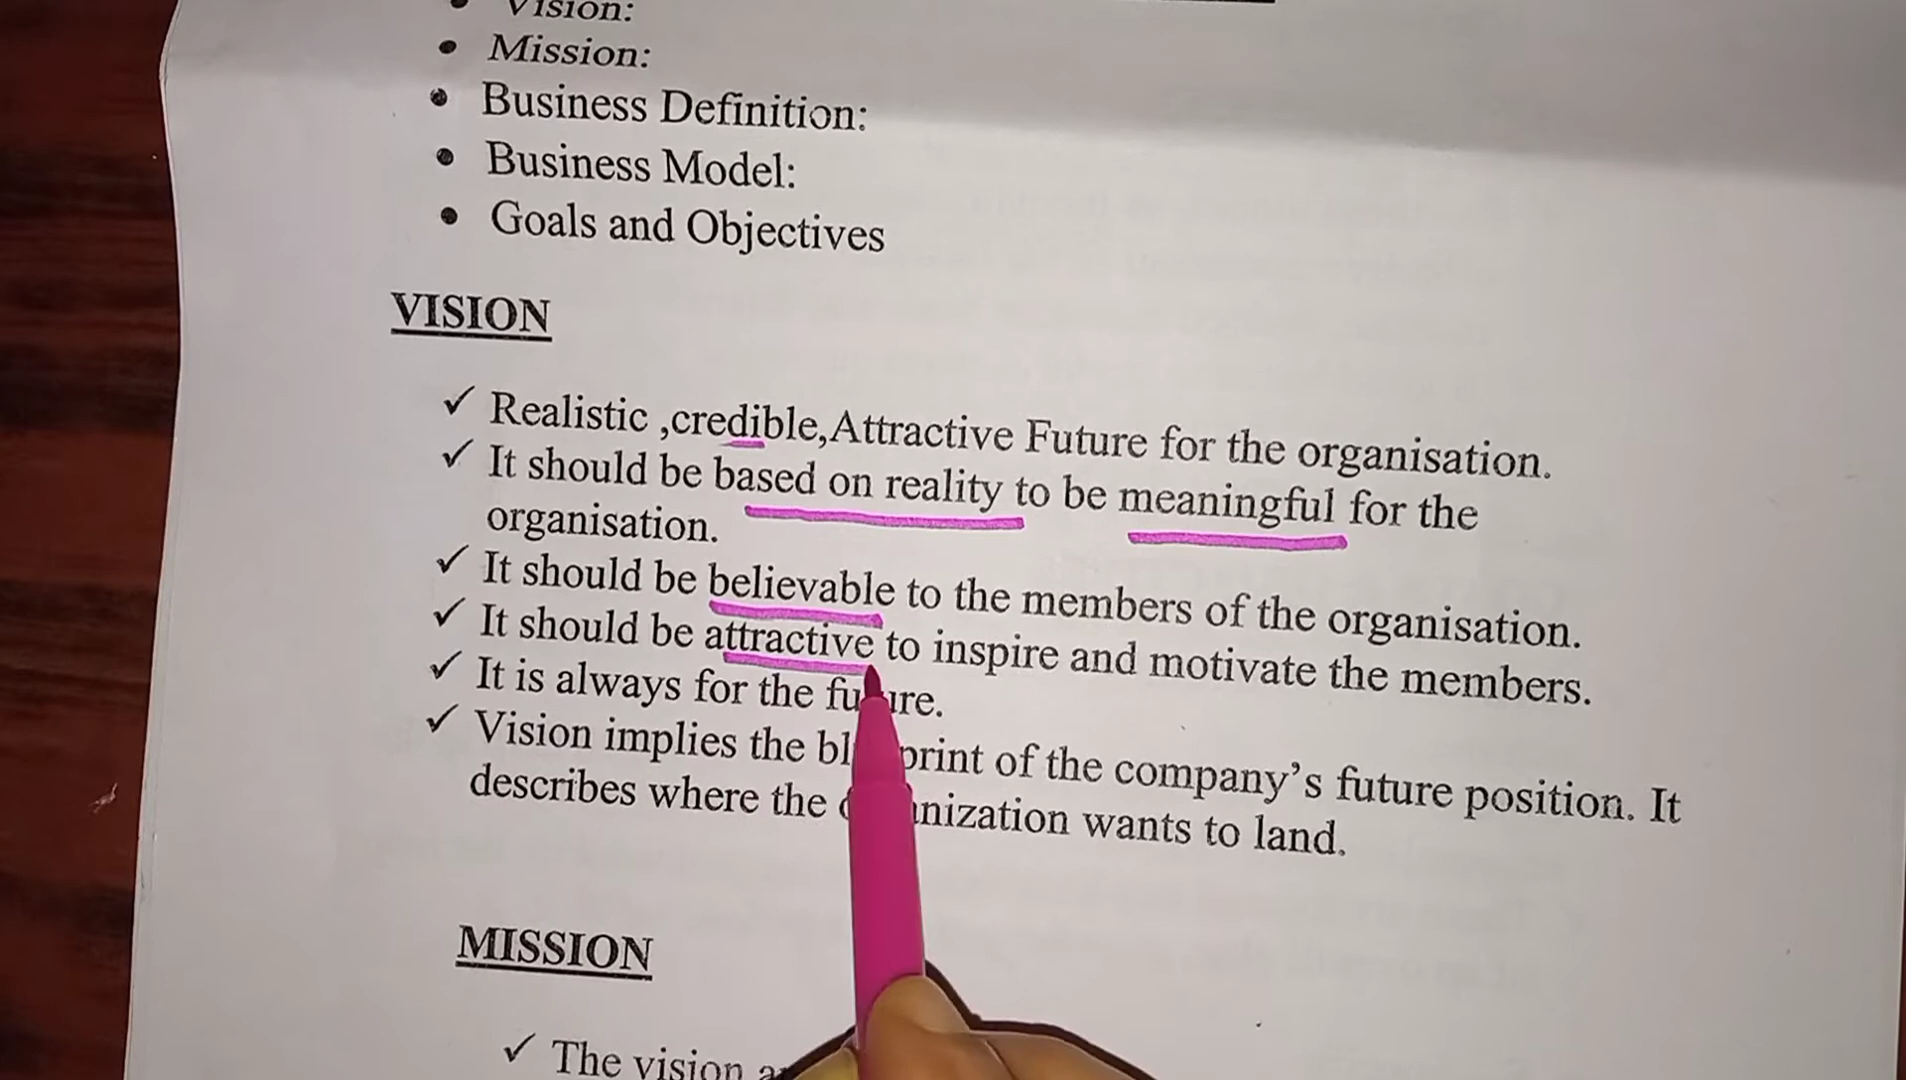 • Vision:
• Mission:
• Business Definition:
• Business Model:
• Goals and Objectives
VISION
✓ Realistic ,credible,Attractive Future for the organisation.
✓ It should be based on reality to be meaningful for the
organisation.
✓ It should be believable to the members of the organisation.
✓ It should be attractive to inspire and motivate the members.
✓ It is always for the future.
✓ Vision implies the blueprint of the company's future position. It
describes where the organization wants to land.
MISSION
✓ The vision